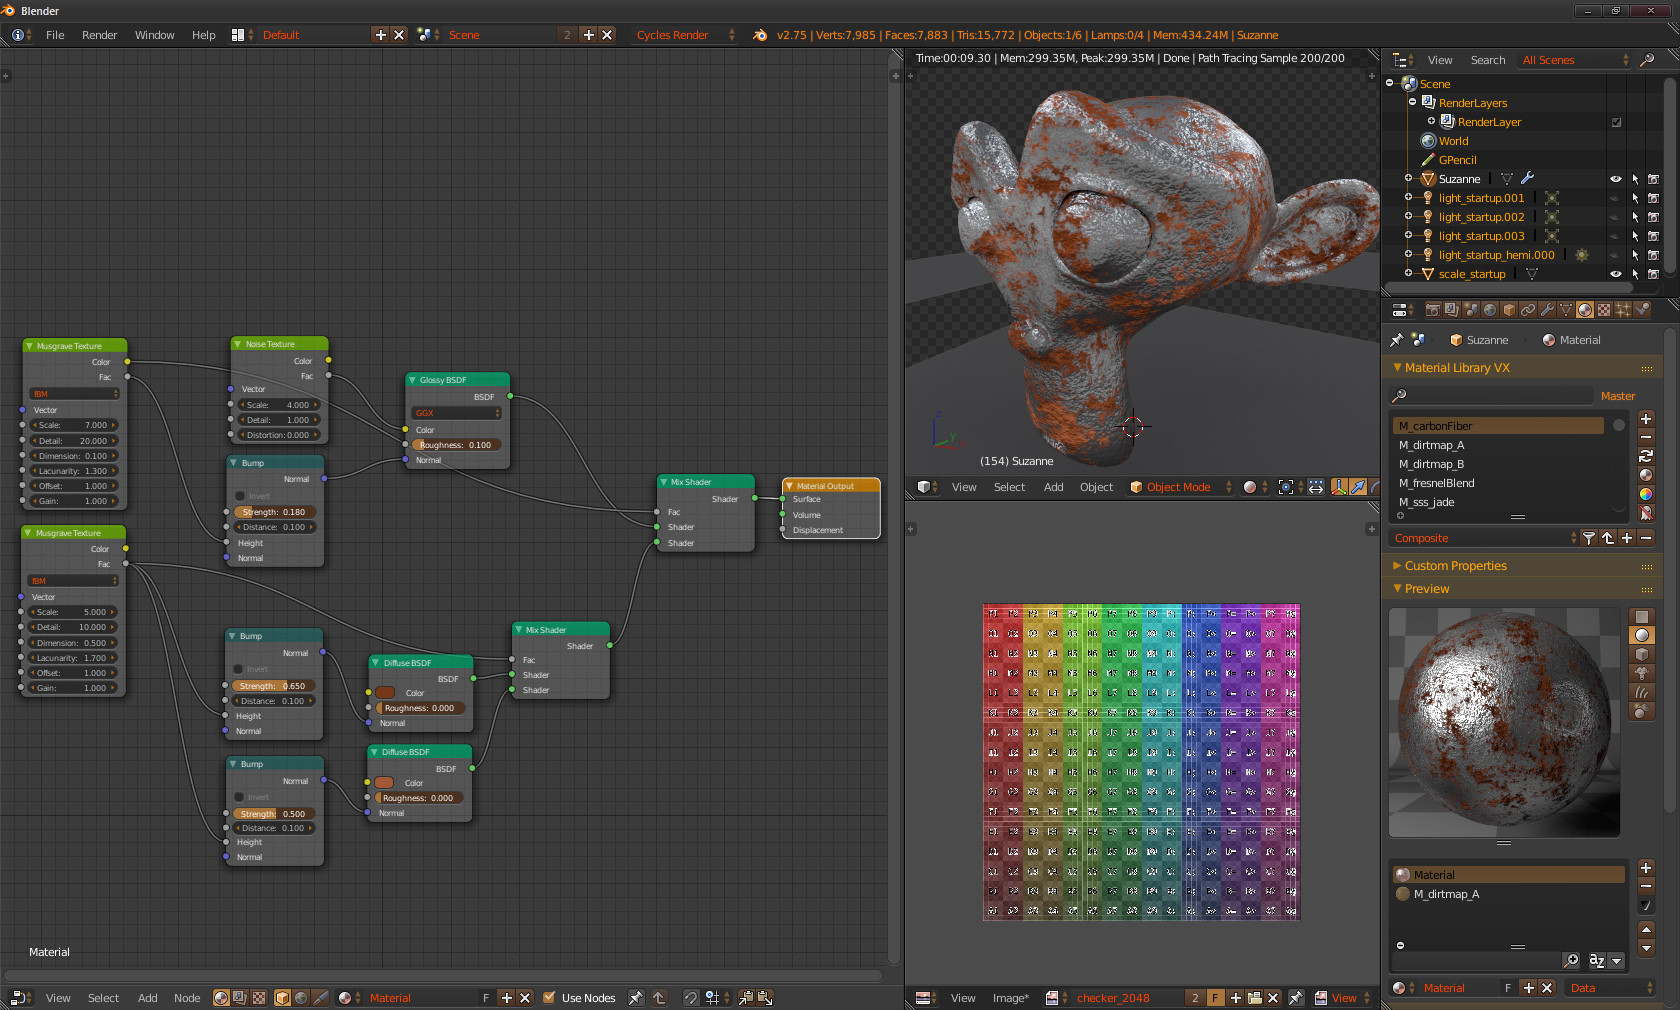 Blender
File Render Window Help Default Scene 2 Cycles Render v2.75 | Verts:7,985 | Faces:7,883 | Tris:15,772 | Objects:1/6 | Lamps:0/4 | Mem:434.24M | Suzanne
Musgrave Texture
Color
Fac
fBM
Vector
Scale: 7.000
Detail: 20.000
Dimension: 0.100
Lacunarity: 1.300
Offset: 1.000
Gain: 1.000
Musgrave Texture
Color
Fac
fBM
Vector
Scale: 5.000
Detail: 10.000
Dimension: 0.500
Lacunarity: 1.700
Offset: 1.000
Gain: 1.000
Noise Texture
Color
Fac
Vector
Scale: 4.000
Detail: 1.000
Distortion: 0.000
Bump
Normal
Invert
Strength: 0.180
Distance: 0.100
Height
Normal
Bump
Normal
Invert
Strength: 0.650
Distance: 0.100
Height
Normal
Bump
Normal
Invert
Strength: 0.500
Distance: 0.100
Height
Normal
Glossy BSDF
BSDF
GGX
Color
Roughness: 0.100
Normal
Diffuse BSDF
BSDF
Color
Roughness: 0.000
Normal
Diffuse BSDF
BSDF
Color
Roughness: 0.000
Normal
Mix Shader
Shader
Fac
Shader
Shader
Mix Shader
Shader
Fac
Shader
Shader
Material Output
Surface
Volume
Displacement
Material
View Select Add Node Material F Use Nodes
Time:00:09.30 | Mem:299.35M, Peak:299.35M | Done | Path Tracing Sample 200/200
z
y
(154) Suzanne
View Select Add Object Object Mode
View Image* checker_2048 2 F View
View Search All Scenes
Scene
RenderLayers
RenderLayer
World
GPencil
Suzanne
light_startup.001
light_startup.002
light_startup.003
light_startup_hemi.000
scale_startup
Suzanne Material
Material Library VX
Master
M_carbonFiber
M_dirtmap_A
M_dirtmap_B
M_fresnelBlend
M_sss_jade
Composite
Custom Properties
Preview
Material
M_dirtmap_A
Material F Data